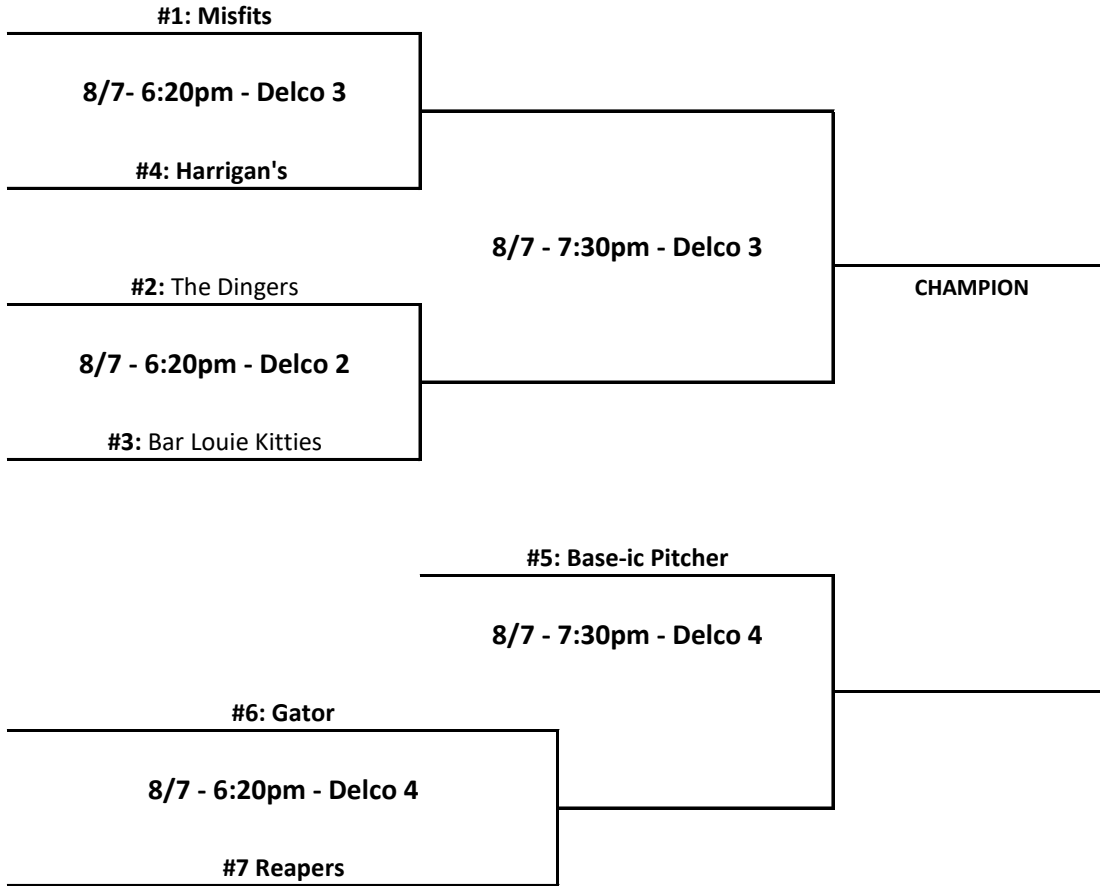 #1: Misfits
8/7- 6:20pm - Delco 3
#4: Harrigan's
8/7 - 7:30pm - Delco 3
#2: The Dingers
CHAMPION
8/7 - 6:20pm - Delco 2
#3: Bar Louie Kitties
#5: Base-ic Pitcher
8/7 - 7:30pm - Delco 4
#6: Gator
8/7 - 6:20pm - Delco 4
#7 Reapers